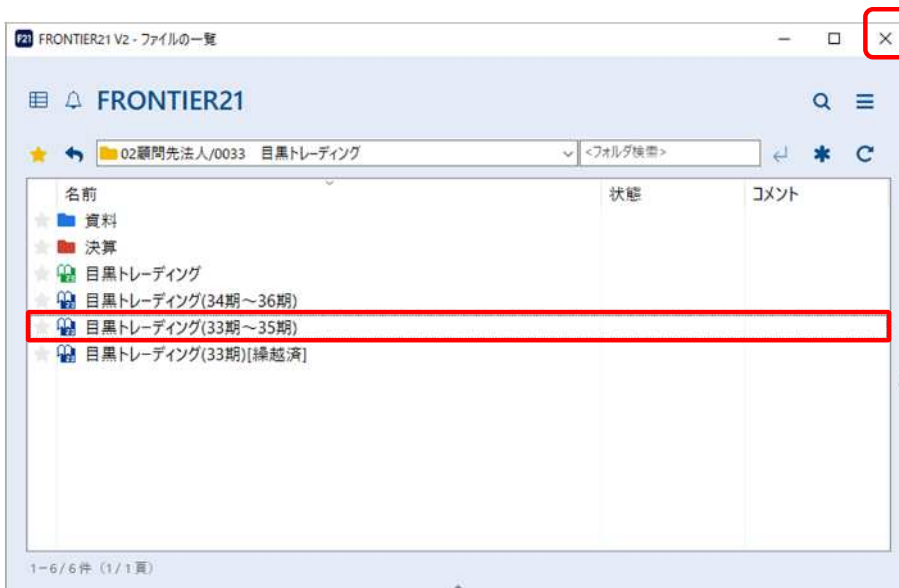 F21 FRONTIER21 V2 - ファイルの一覧
FRONTIER21
02顧問先法人/0033　目黒トレーディング <フォルダ検索>
名前 状態 コメント
資料
決算
目黒トレーディング
目黒トレーディング(34期～36期)
目黒トレーディング(33期～35期)
目黒トレーディング(33期)[繰越済]
1-6/6件 (1/1頁)